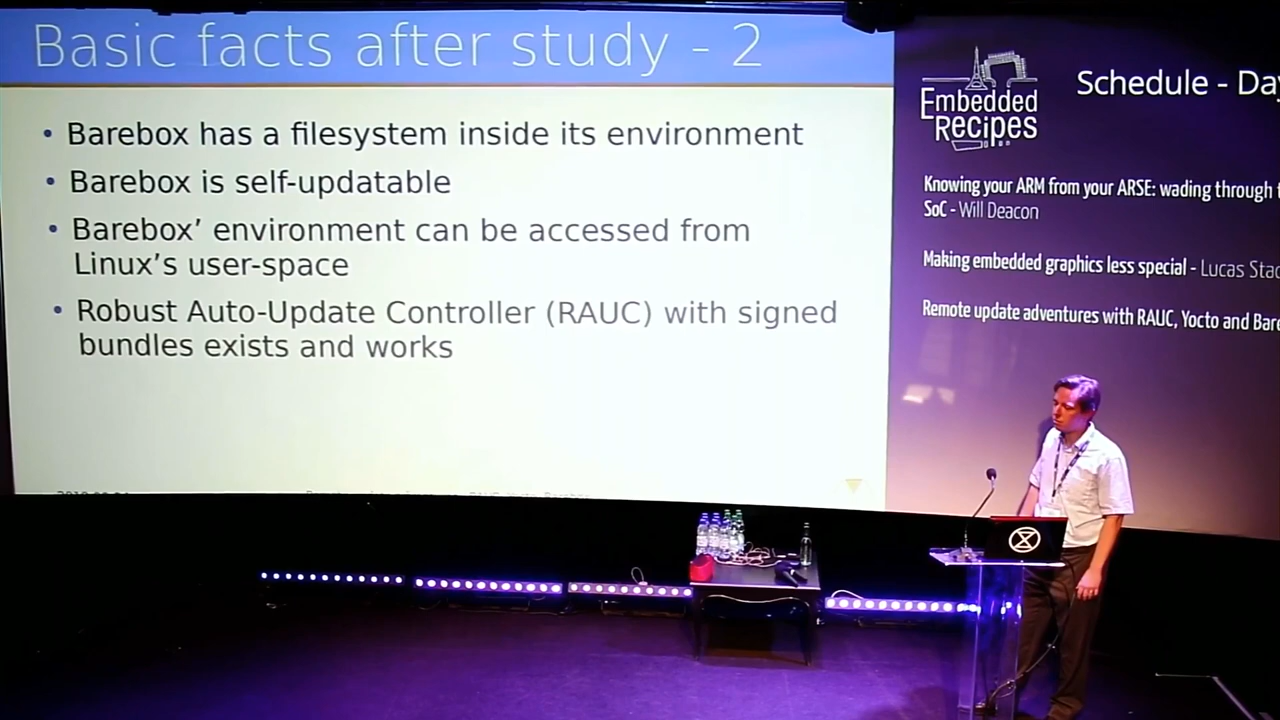 Basic facts after study - 2
• Barebox has a filesystem inside its environment
• Barebox is self-updatable
• Barebox’ environment can be accessed from
Linux’s user-space
• Robust Auto-Update Controller (RAUC) with signed
bundles exists and works
Embedded
Recipes
Schedule - Day
Knowing your ARM from your ARSE: wading through
SoC - Will Deacon
Making embedded graphics less special - Lucas
Remote update adventures with RAUC, Yocto and